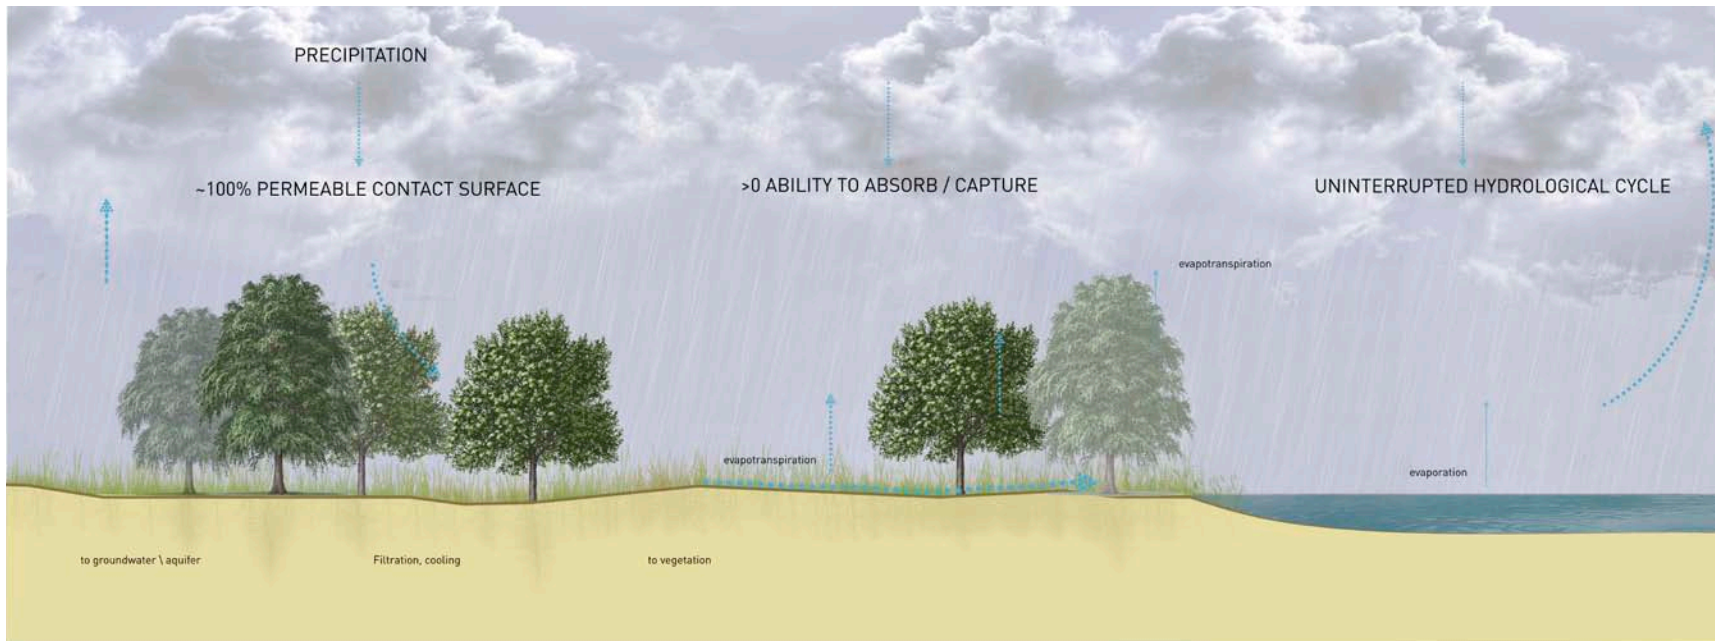 PRECIPITATION
~100% PERMEABLE CONTACT SURFACE
>0 ABILITY TO ABSORB / CAPTURE
UNINTERRUPTED HYDROLOGICAL CYCLE
evapotranspiration
evapotranspiration
evaporation
to groundwater \ aquifer
Filtration, cooling
to vegetation